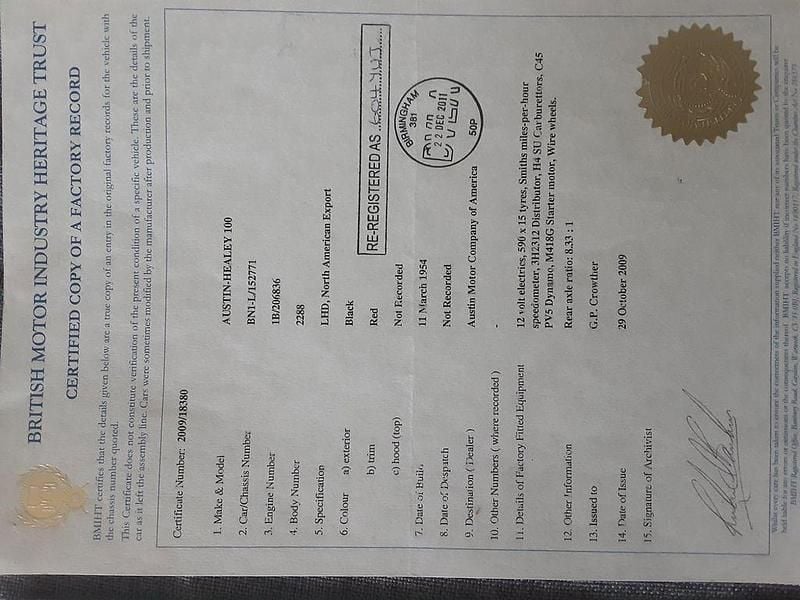 BRITISH MOTOR INDUSTRY HERITAGE TRUST
CERTIFIED COPY OF A FACTORY RECORD
BMIHT certifies that the details given below are a true copy of an entry in the original factory records for the vehicle with
the chassis number quoted.
This Certificate does not constitute verification of the present condition of a specific vehicle. These are the details of the
car as it left the assembly line. Cars were sometimes modified by the manufacturer after production and prior to shipment.
Certificate Number: 2009/18380
1. Make & Model AUSTIN-HEALEY 100
2. Car/Chassis Number BN1-L/152771
3. Engine Number 1B/206836
4. Body Number 2288
5. Specification LHD, North American Export
6. Colour a) exterior Black
b) trim Red
c) hood (top) Not Recorded
RE-REGISTERED AS
7. Date of Build 11 March 1954
8. Date of Despatch Not Recorded
BIRMINGHAM
381
22 DEC 2011
50P
9. Destination (Dealer) Austin Motor Company of America
10. Other Numbers (where recorded) -
11. Details of Factory Fitted Equipment 12 volt electrics, 590 x 15 tyres, Smiths miles-per-hour
speedometer, 3H2312 Distributor, H4 SU Carburettors, C45
PV5 Dynamo, M418G Starter motor, Wire wheels.
12. Other Information Rear axle ratio: 8.33 : 1
13. Issued to G.P. Crowther
14. Date of Issue 29 October 2009
15. Signature of Archivist